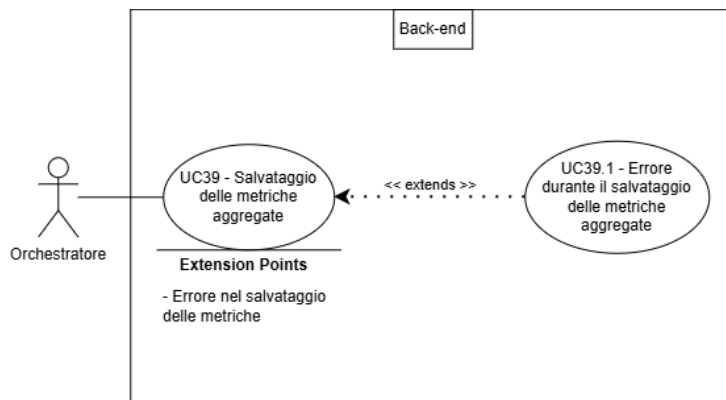 Back-end
UC39 - Salvataggio
delle metriche
aggregate
<< extends >>
UC39.1 - Errore
durante il salvataggio
delle metriche
aggregate
Orchestratore
Extension Points
- Errore nel salvataggio
delle metriche